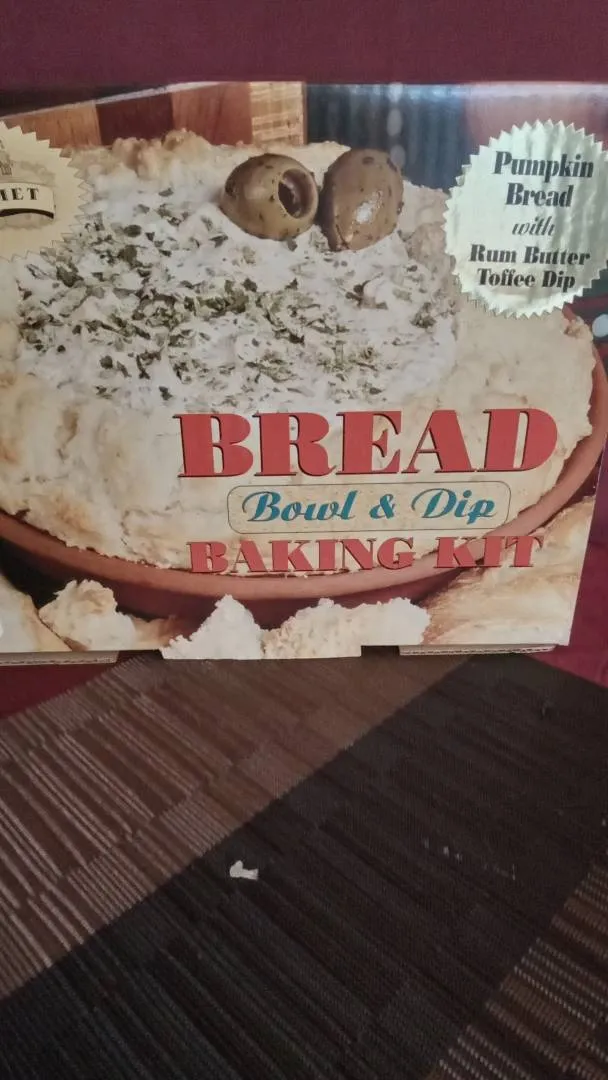 Pumpkin
Bread
with
Rum Butter
Toffee Dip
BREAD
Bowl & Dip
BAKING KIT